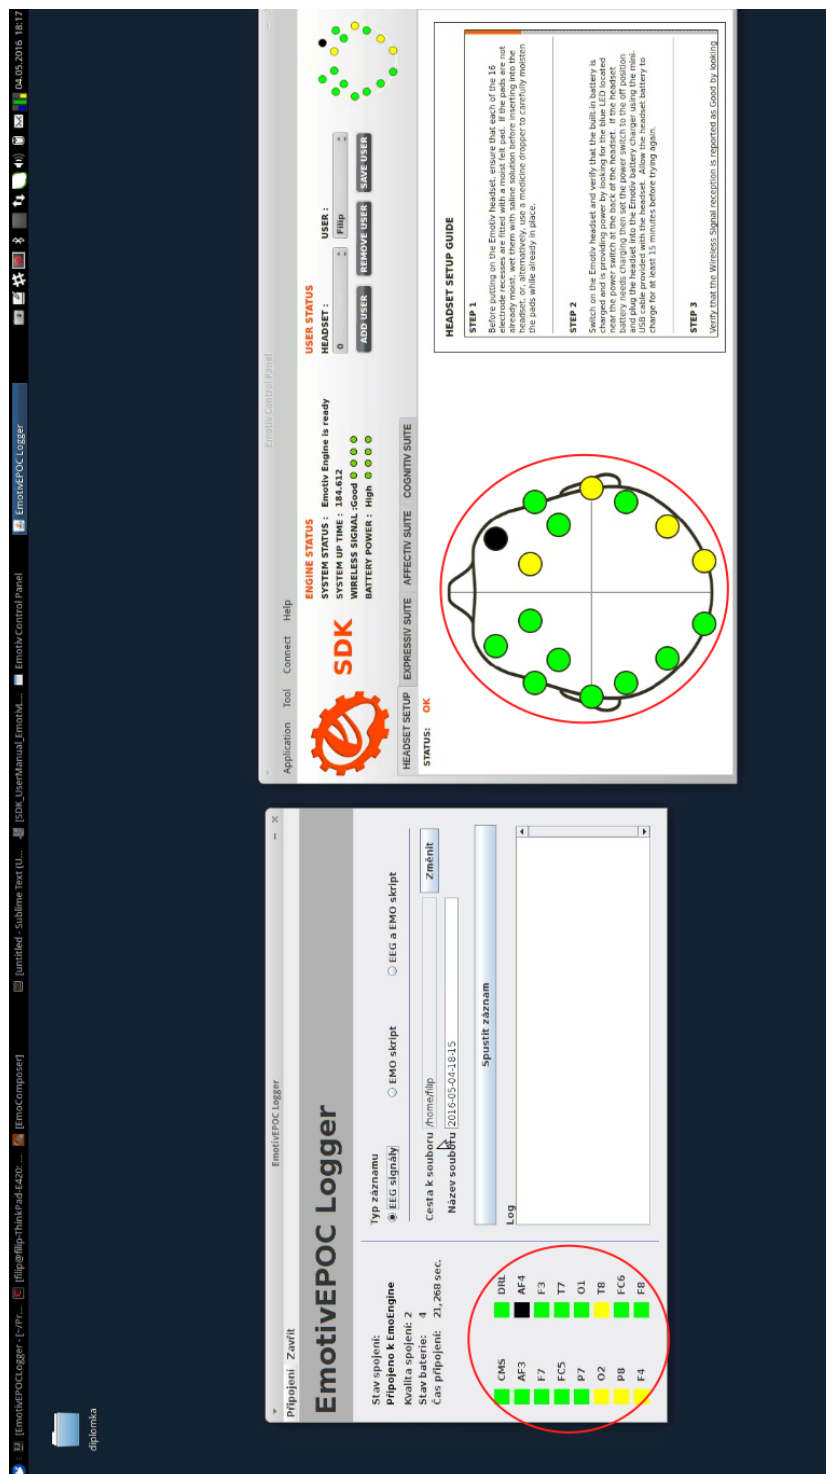 [EmotivEPOCLogger - [~/Pr...
[filip@filip-ThinkPad-E420: ...
[EmoComposer]
[untitled - Sublime Text (U...
[SDK_UserManual_EmotivL...
Emotiv Control Panel
EmotivEPOC Logger
04.05.2016 18:17
diplomka
EmotivEPOC Logger
Připojení Zavřít
EmotivEPOC Logger
Stav spojení:
Připojeno k EmoEngine
Kvalita spojení: 2
Stav baterie: 4
Čas připojení: 21,268 sec.
CMS DRL
AF3 AF4
F7 F3
FC5 T7
P7 O1
O2 T8
P8 FC6
F4 F8
Typ záznamu
EEG signály EMO skript EEG a EMO skript
Cesta k souboru /home/filip Změnit
Název souboru 2016-05-04-18-15
Spustit záznam
Log
Emotiv Control Panel
Application Tool Connect Help
SDK
ENGINE STATUS
SYSTEM STATUS : Emotiv Engine is ready
SYSTEM UP TIME : 184.612
WIRELESS SIGNAL :Good
BATTERY POWER : High
USER STATUS
HEADSET : USER :
0 Filip
ADD USER REMOVE USER SAVE USER
HEADSET SETUP EXPRESSIV SUITE AFFECTIV SUITE COGNITIV SUITE
STATUS: OK
HEADSET SETUP GUIDE
STEP 1
Before putting on the Emotiv headset, ensure that each of the 16
electrode recesses are fitted with a moist felt pad. If the pads are not
already moist, wet them with saline solution before inserting into the
headset, or, alternatively, use a medicine dropper to carefully moisten
the pads while already in place.
STEP 2
Switch on the Emotiv headset and verify that the built-in battery is
charged and is providing power by looking for the blue LED located
near the power switch at the back of the headset. If the headset
battery needs charging then set the power switch to the off position
and plug the headset into the Emotiv battery charger using the mini-
USB cable provided with the headset. Allow the headset battery to
charge for at least 15 minutes before trying again.
STEP 3
Verify that the Wireless Signal reception is reported as Good by looking